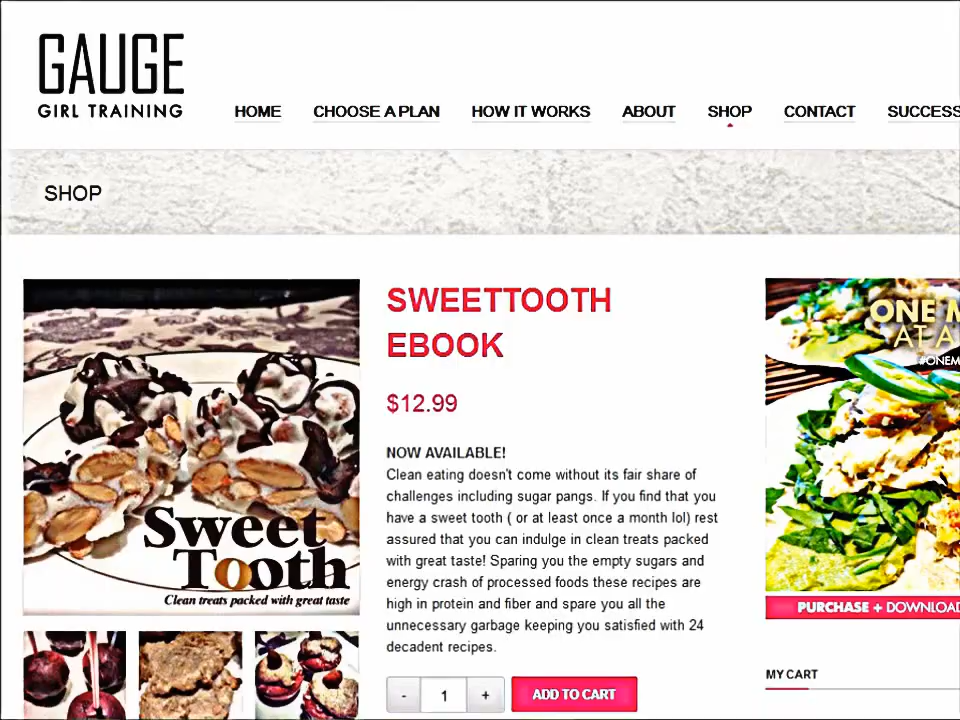 GAUGE
GIRL TRAINING
HOME CHOOSE A PLAN HOW IT WORKS ABOUT SHOP CONTACT SUCCESS
SHOP
Sweet
Tooth
Clean treats packed with great taste
SWEETTOOTH
EBOOK
$12.99
NOW AVAILABLE!
Clean eating doesn't come without its fair share of
challenges including sugar pangs. If you find that you
have a sweet tooth ( or at least once a month lol) rest
assured that you can indulge in clean treats packed
with great taste! Sparing you the empty sugars and
energy crash of processed foods these recipes are
high in protein and fiber and spare you all the
unnecessary garbage keeping you satisfied with 24
decadent recipes.
- 1 + ADD TO CART
ONE M
AT A
#ONEM
PURCHASE + DOWNLOAD
MY CART